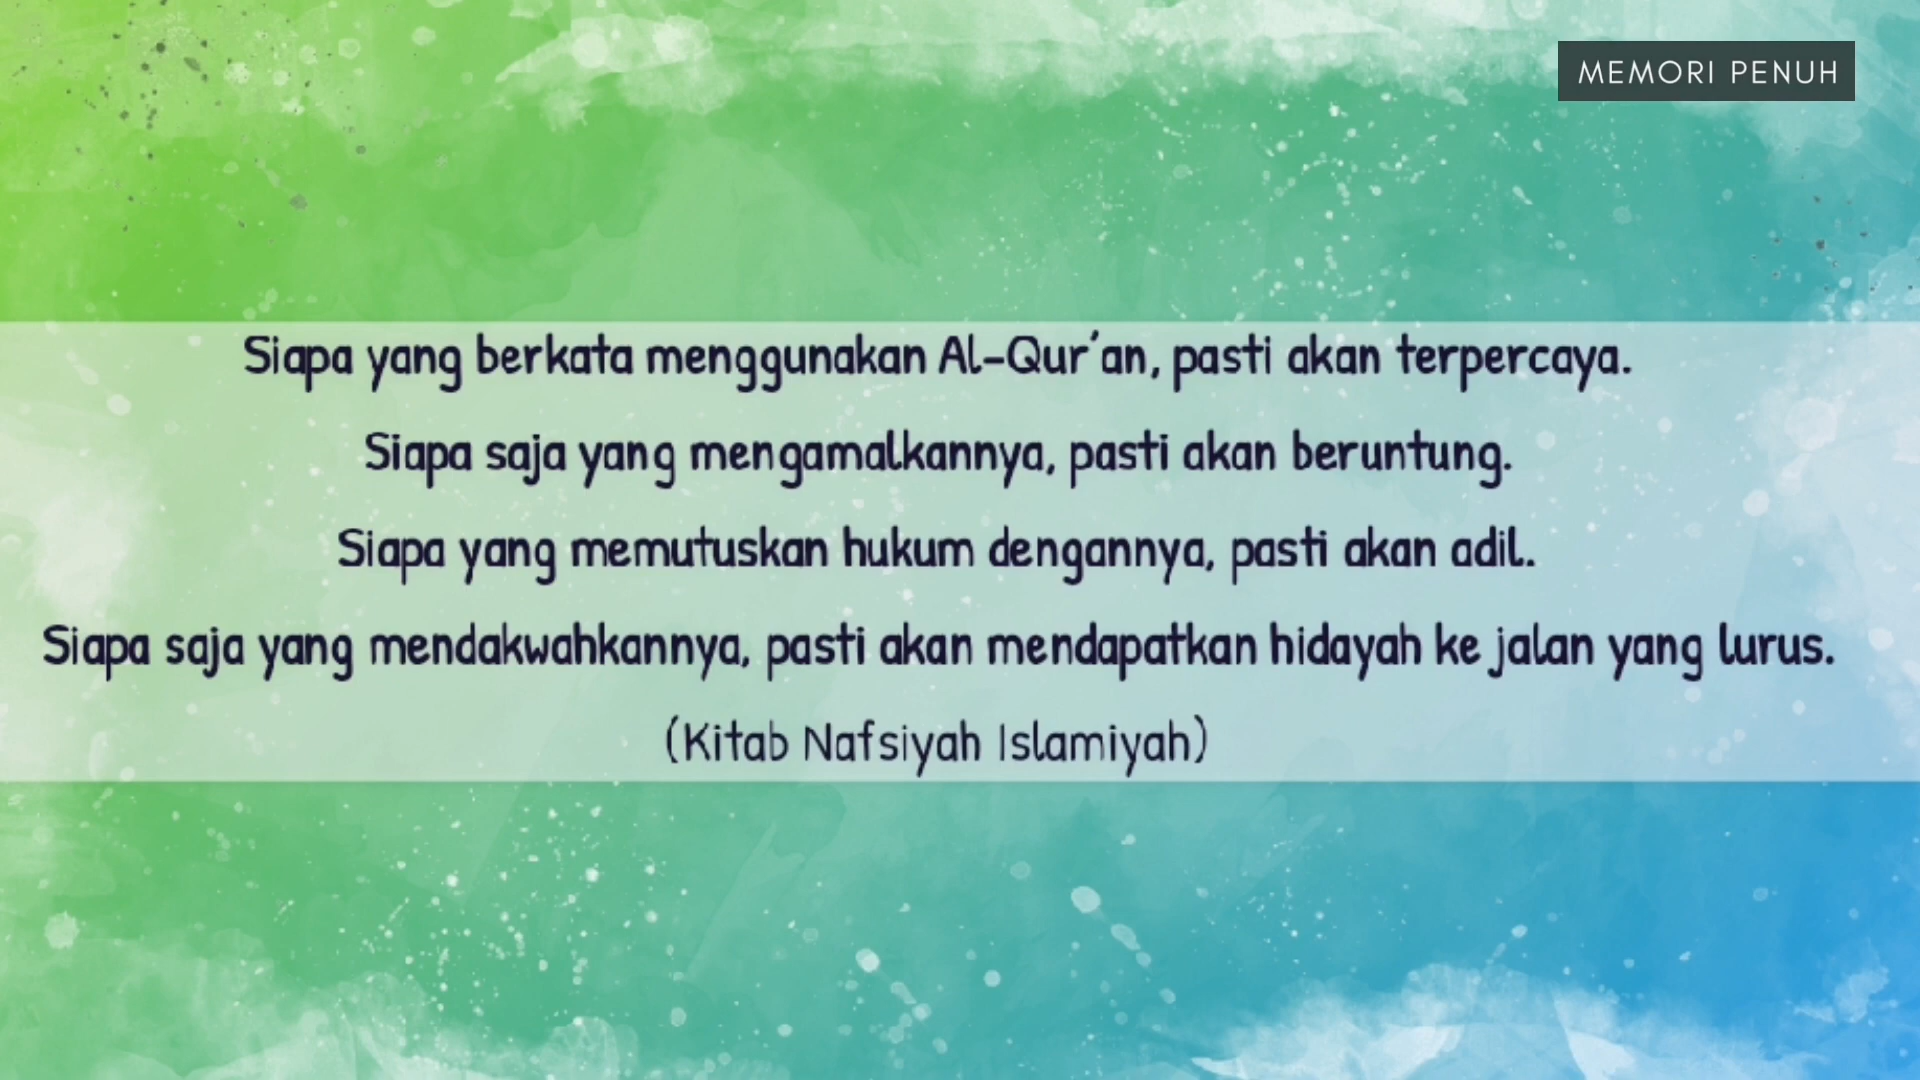 MEMORI PENUH
Siapa yang berkata menggunakan Al-Qur'an, pasti akan terpercaya.
Siapa saja yang mengamalkannya, pasti akan beruntung.
Siapa yang memutuskan hukum dengannya, pasti akan adil.
Siapa saja yang mendakwahkannya, pasti akan mendapatkan hidayah ke jalan yang lurus.
(Kitab Nafsiyah Islamiyah)